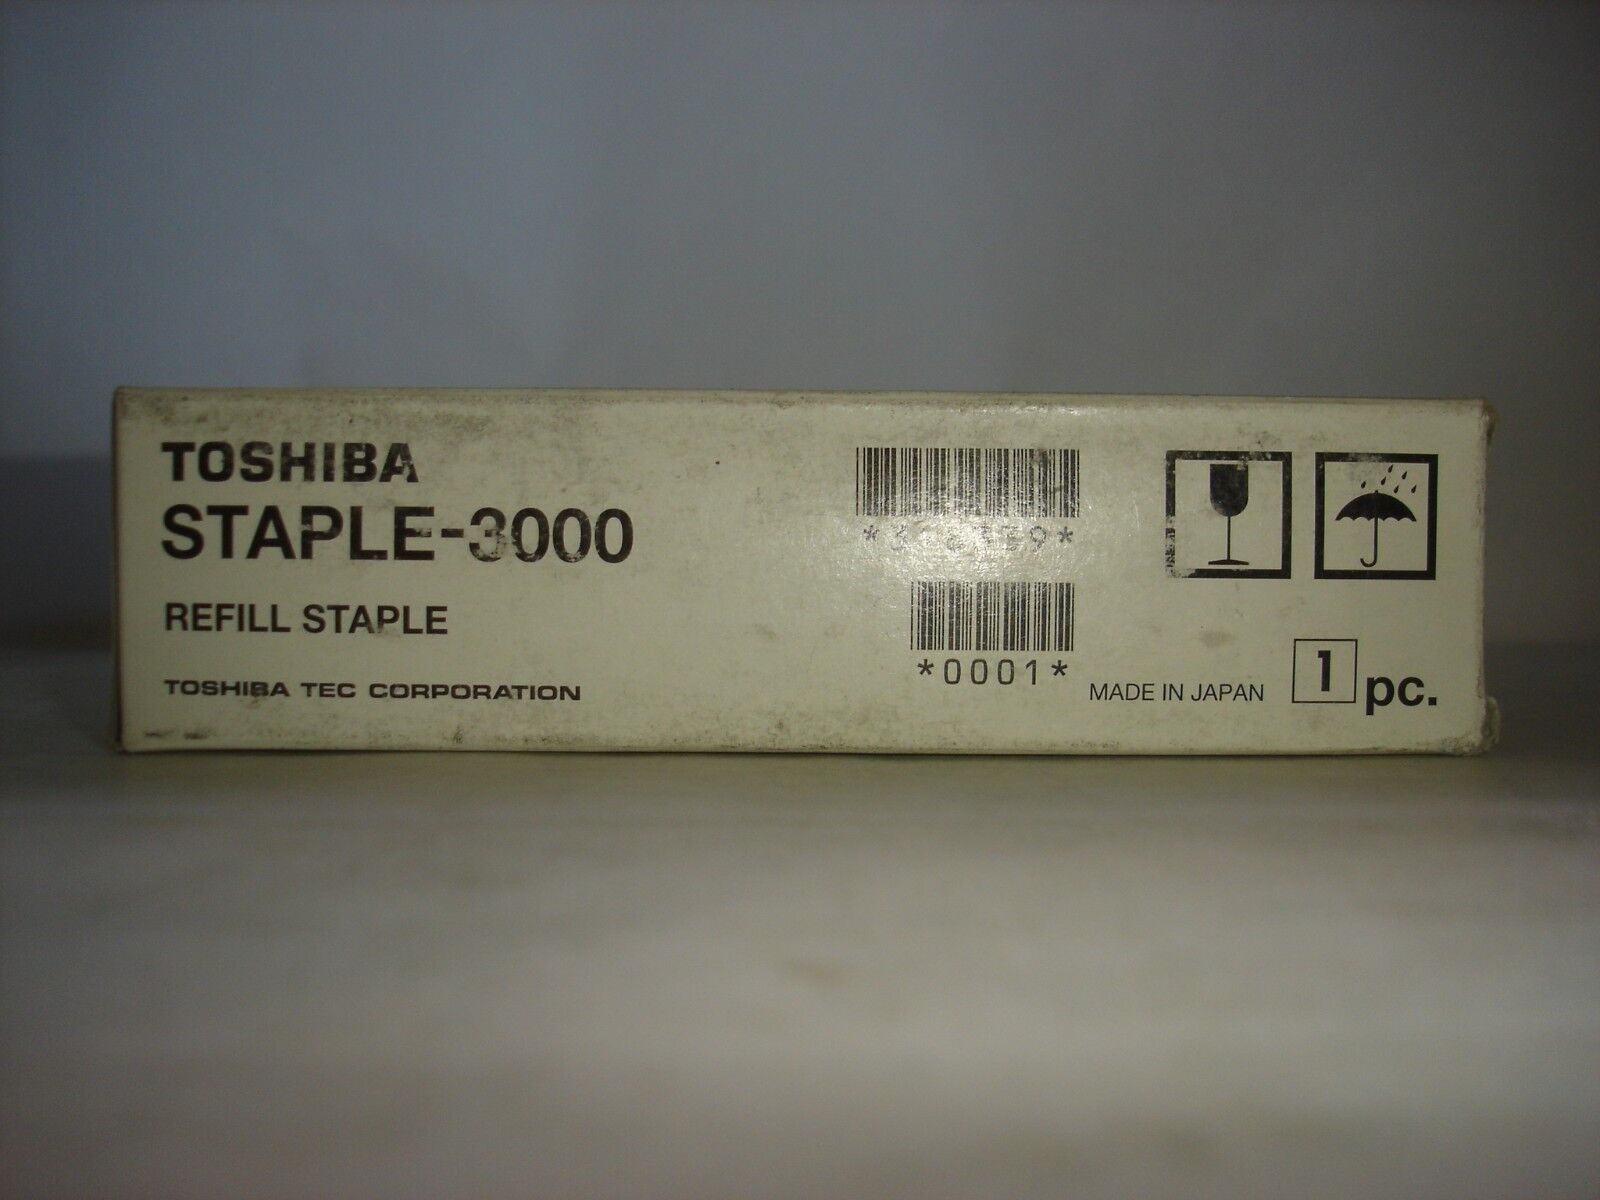 TOSHIBA
STAPLE-3000
REFILL STAPLE
TOSHIBA TEC CORPORATION
*0001*
MADE IN JAPAN
1 pc.